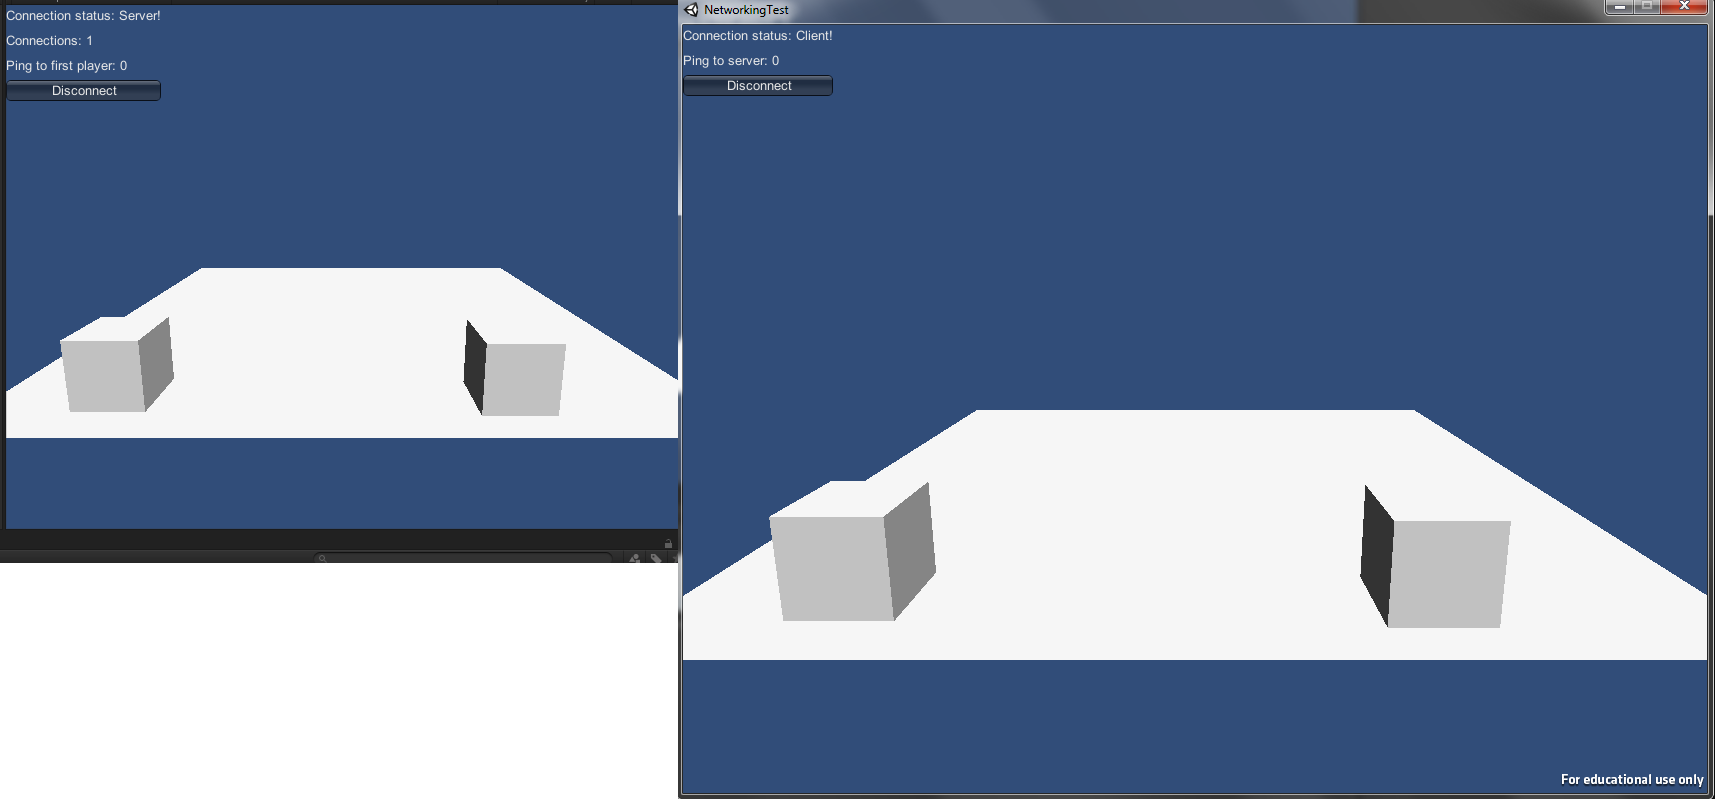 Connection status: Server!
Connections: 1
Ping to first player: 0
Disconnect
NetworkingTest
Connection status: Client!
Ping to server: 0
Disconnect
For educational use only